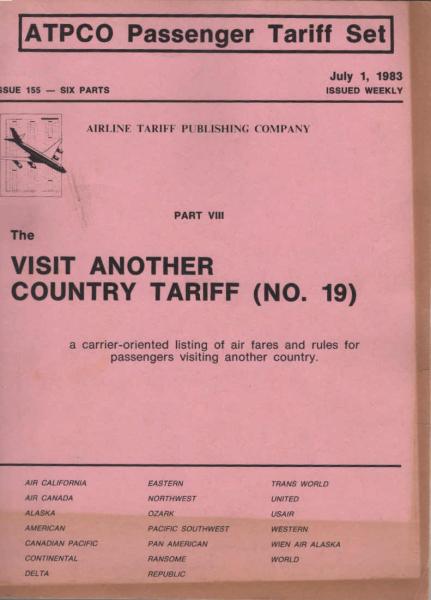 ATPCO Passenger Tariff Set
July 1, 1983
SSUE 155 — SIX PARTS
ISSUED WEEKLY
AIRLINE TARIFF PUBLISHING COMPANY
PART VIII
The
VISIT ANOTHER
COUNTRY TARIFF (NO. 19)
a carrier-oriented listing of air fares and rules for
passengers visiting another country.
AIR CALIFORNIA
AIR CANADA
ALASKA
AMERICAN
CANADIAN PACIFIC
CONTINENTAL
DELTA
EASTERN
NORTHWEST
OZARK
PACIFIC SOUTHWEST
PAN AMERICAN
RANSOME
REPUBLIC
TRANS WORLD
UNITED
USAIR
WESTERN
WIEN AIR ALASKA
WORLD